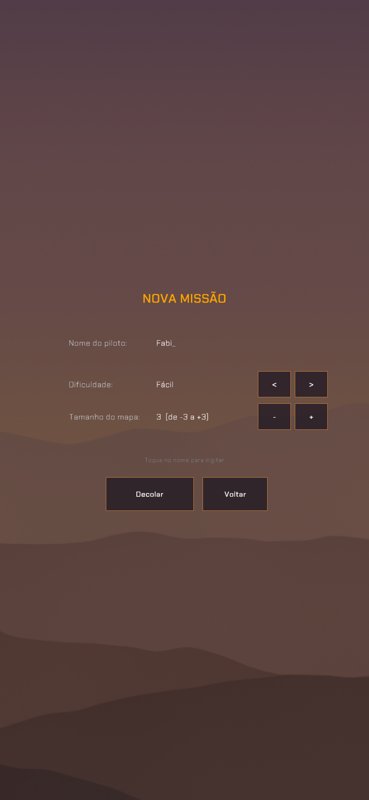 NOVA MISSÃO
Nome do piloto: Fabi_
Dificuldade: Fácil < >
Tamanho do mapa: 3 (de -3 a +3) - +
Toque no nome para digitar
Decolar Voltar